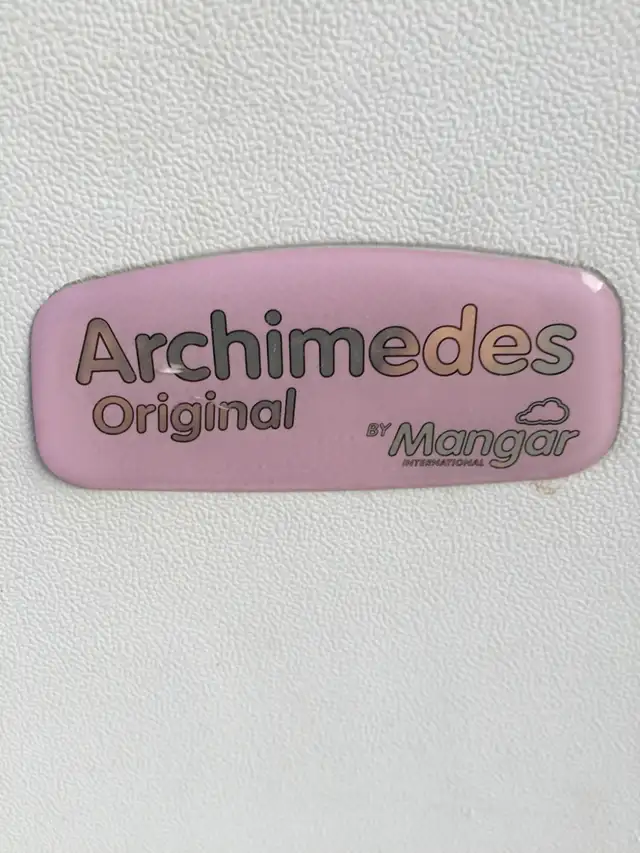 Archimedes
Original
BY Mangar
INTERNATIONAL